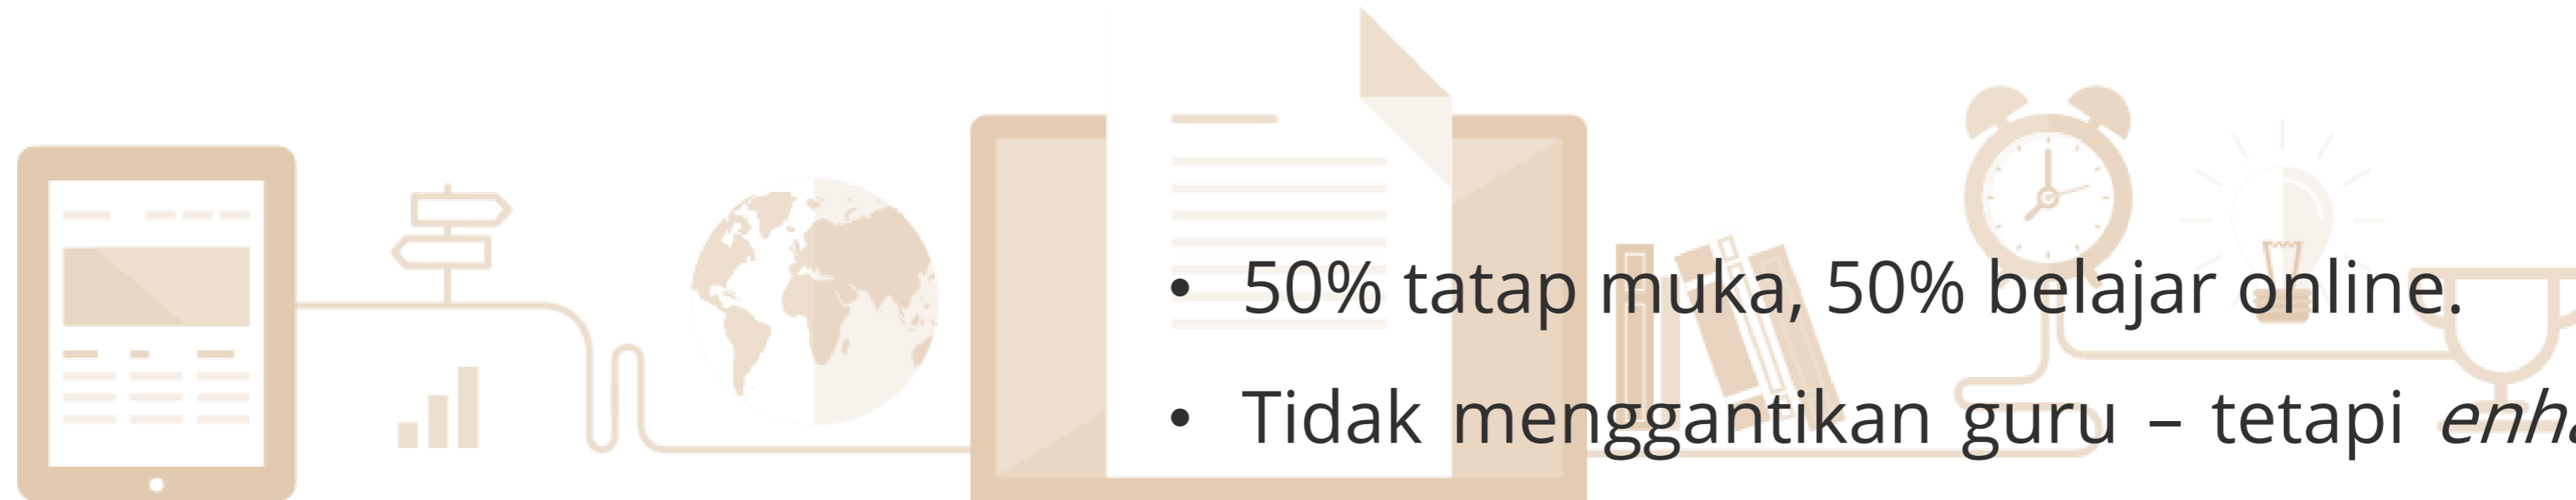 • 50% tatap muka, 50% belajar online.
• Tidak menggantikan guru – tetapi